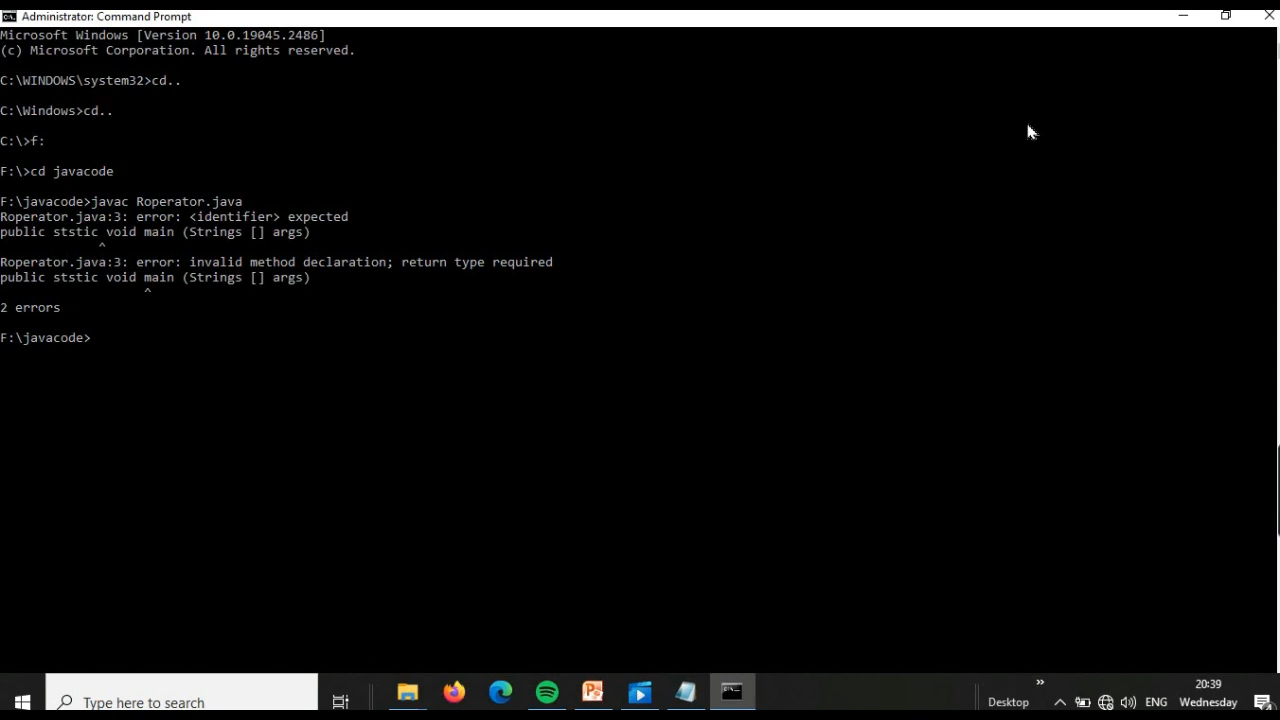 Administrator: Command Prompt
Microsoft Windows [Version 10.0.19045.2486]
(c) Microsoft Corporation. All rights reserved.
C:\WINDOWS\system32>cd..
C:\Windows>cd..
C:\>f:
F:\>cd javacode
F:\javacode>javac Roperator.java
Roperator.java:3: error: <identifier> expected
public ststic void main (Strings [] args)
^
Roperator.java:3: error: invalid method declaration; return type required
public ststic void main (Strings [] args)
^
2 errors
F:\javacode>
Type here to search
Desktop
ENG
20:39
Wednesday